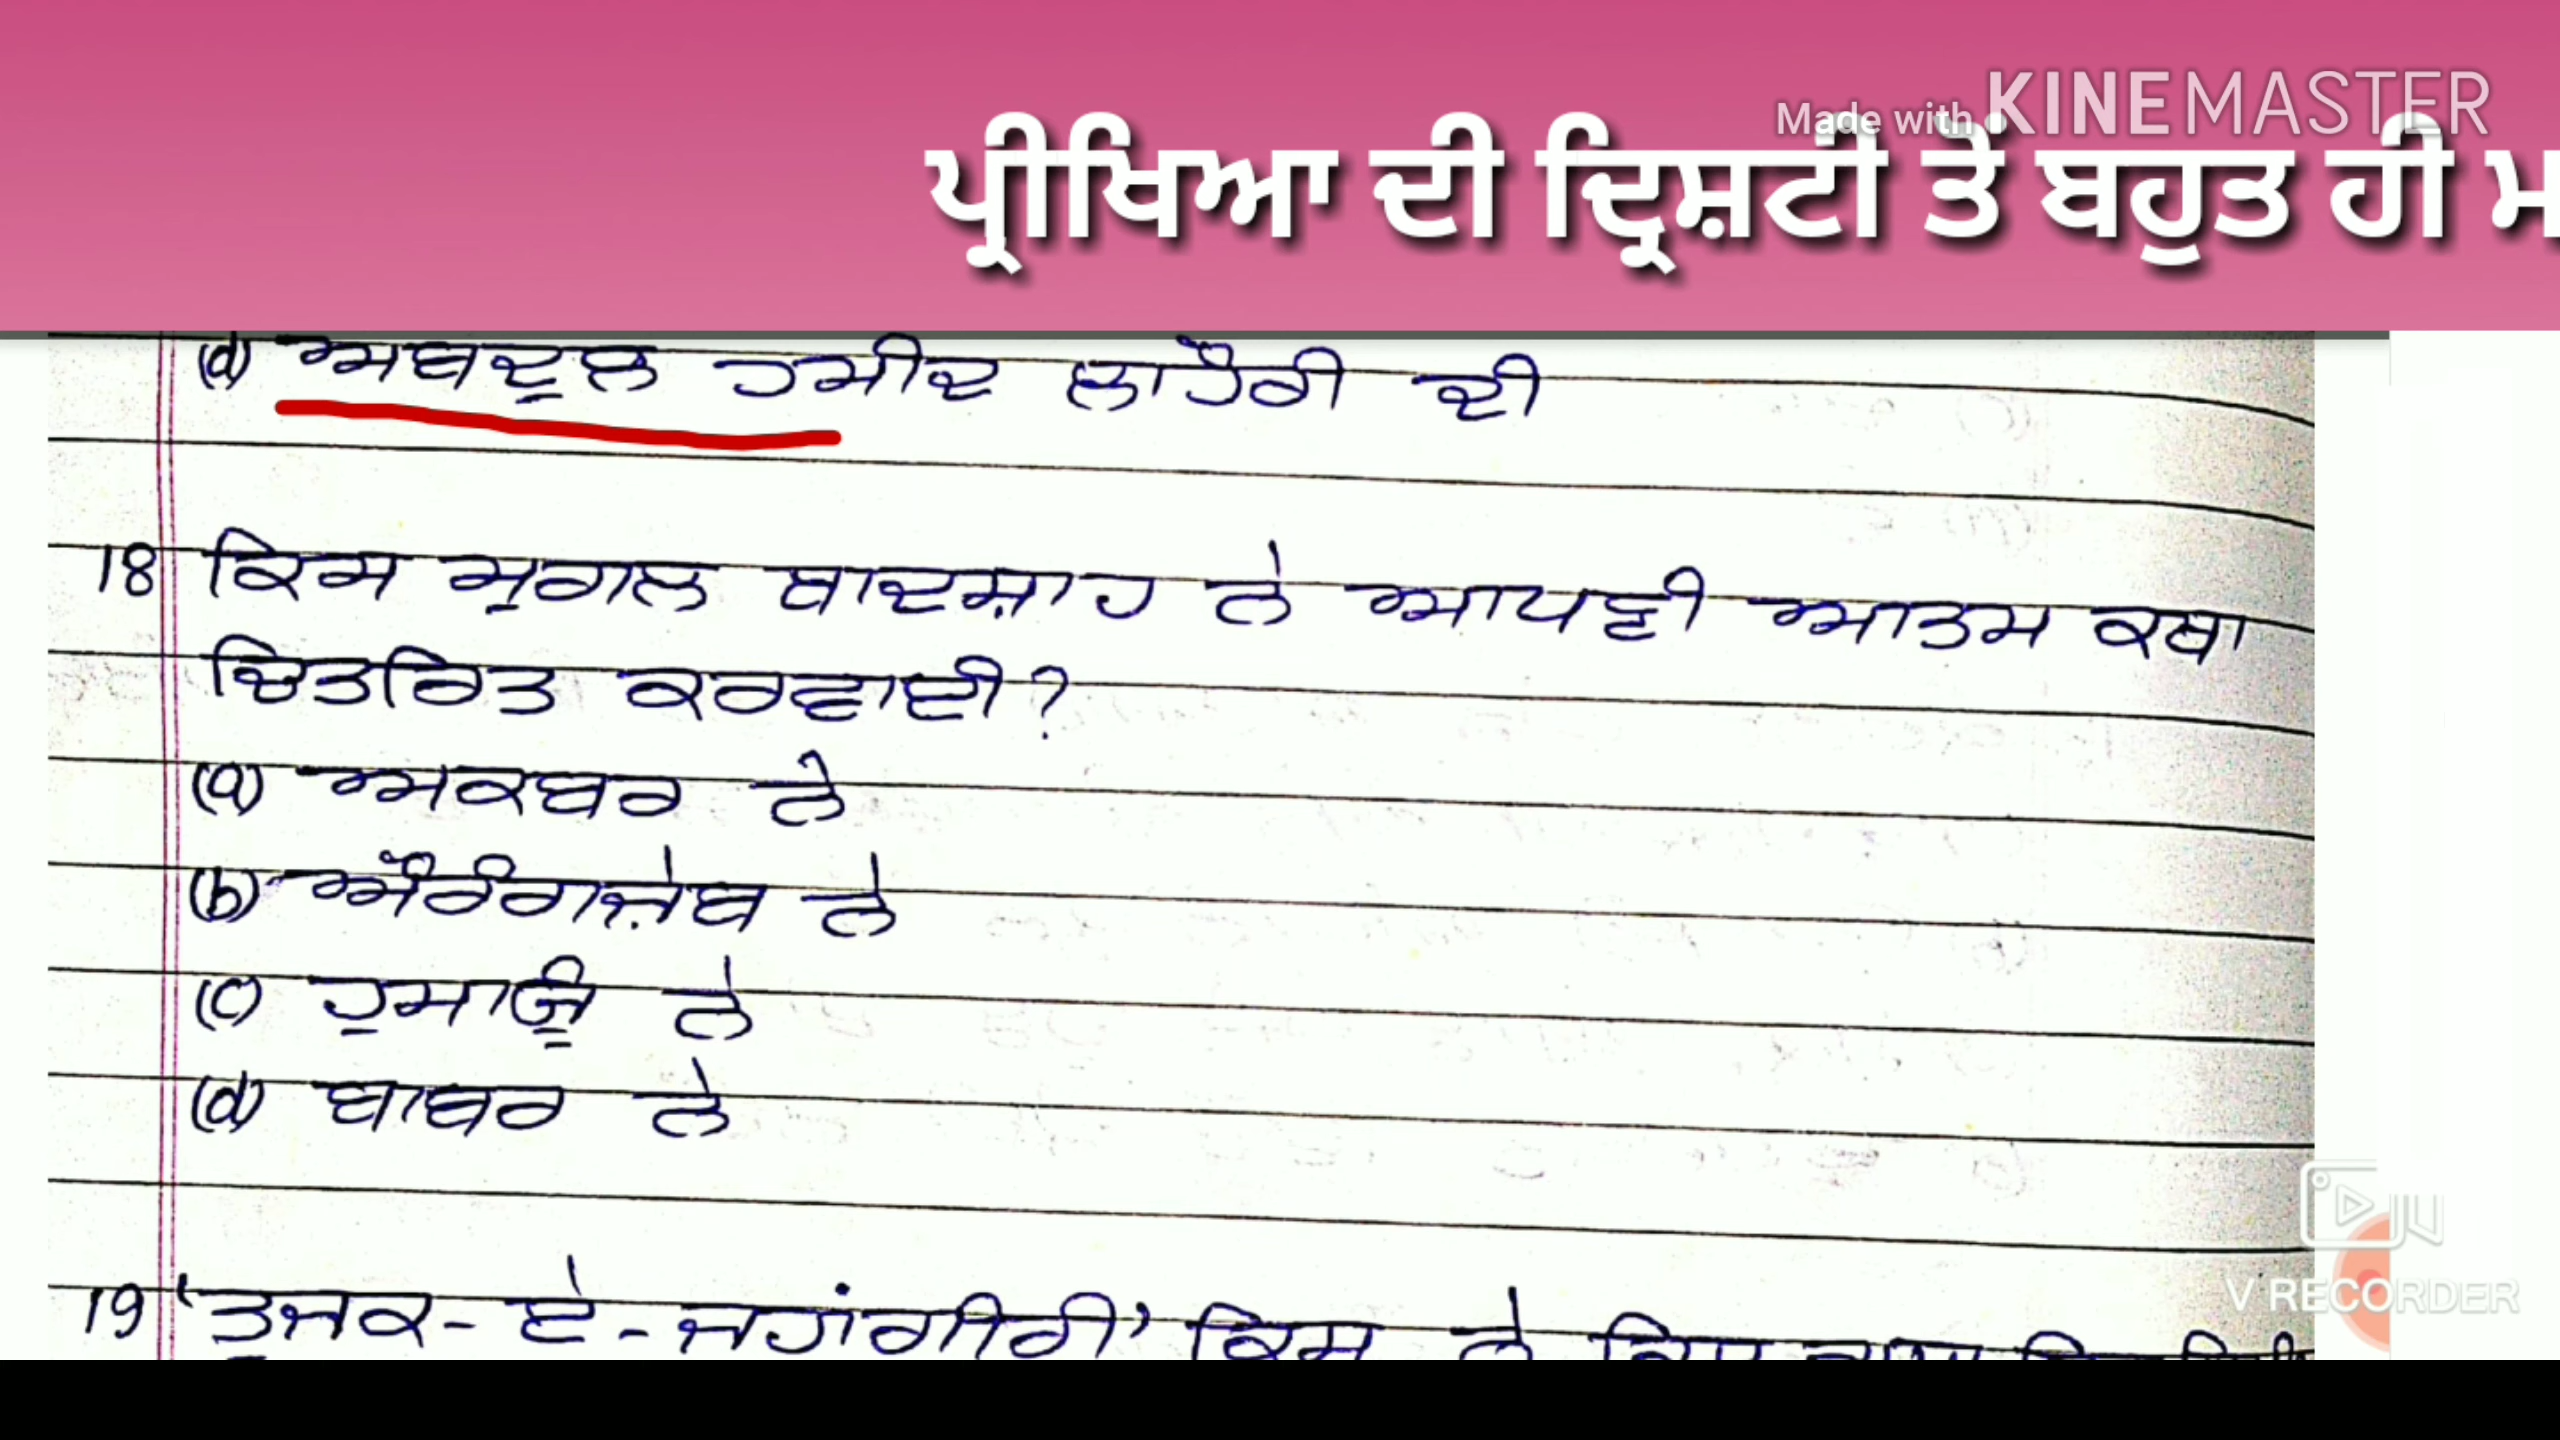 Made with KINEMASTER
ਪ੍ਰੀਖਿਆ ਦੀ ਦ੍ਰਿਸ਼ਟੀ ਤੋਂ ਬਹੁਤ ਹੀ ਮ
(d) ਅਬਦੂਲ ਹਮੀਦ ਲਾਹੌਰੀ ਦੀ
18 ਕਿਸ ਮੁਗਲ ਬਾਦਸ਼ਾਹ ਨੇ ਆਪਣੀ ਆਤਮ ਕਥਾ
ਚਿਤਰਿਤ ਕਰਵਾਈ?
(a) ਅਕਬਰ ਨੇ
(b) ਔਰੰਗਜ਼ੇਬ ਨੇ
(c) ਹੁਮਾਯੂੰ ਨੇ
(d) ਬਾਬਰ ਨੇ
19 'ਤੁਜਕ-ਏ-ਜਹਾਂਗੀਰੀ' ਕਿਸ ਨੇ
V RECORDER